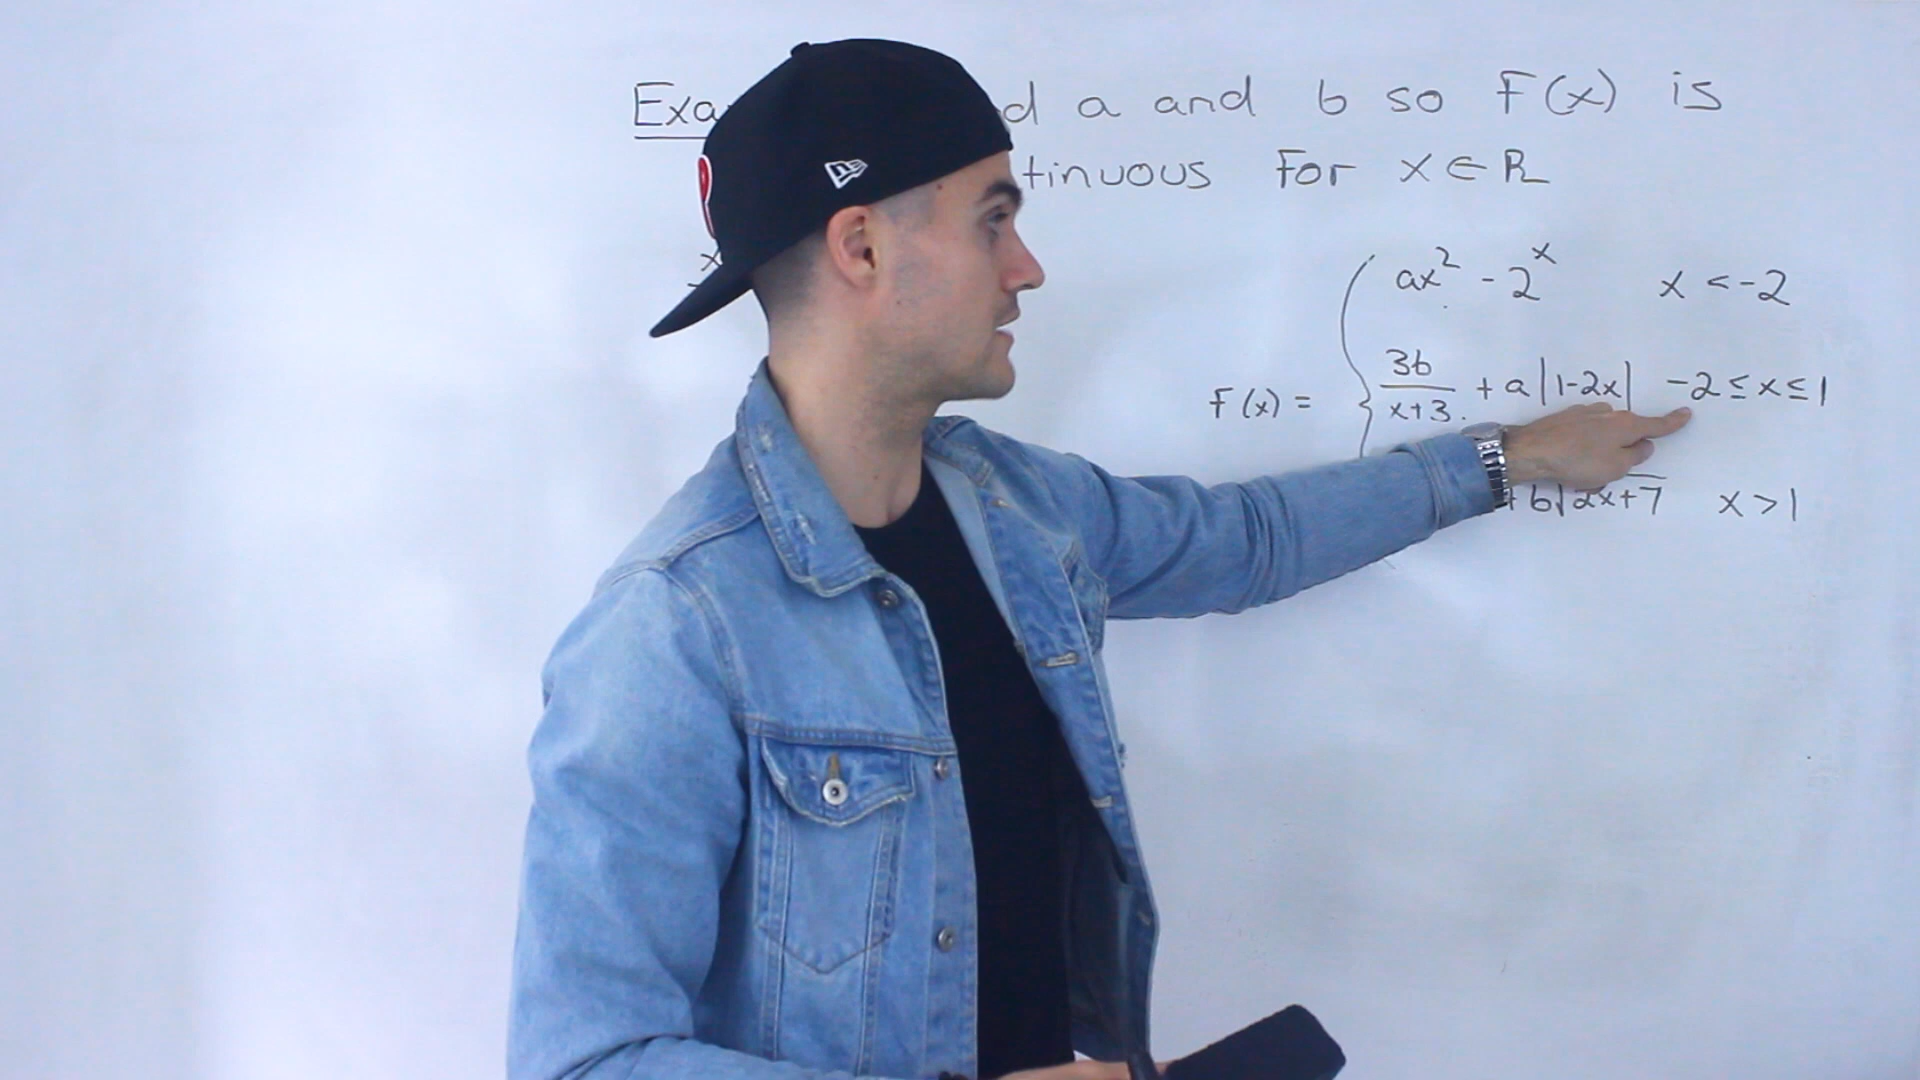 Exa d a and b so F(x) is
tinuous For x ∈ R
x
ax² - 2ˣ x < -2
F(x) = 3b/(x+3) + a|1-2x| -2 ≤ x ≤ 1
+ b√2x+7 x > 1